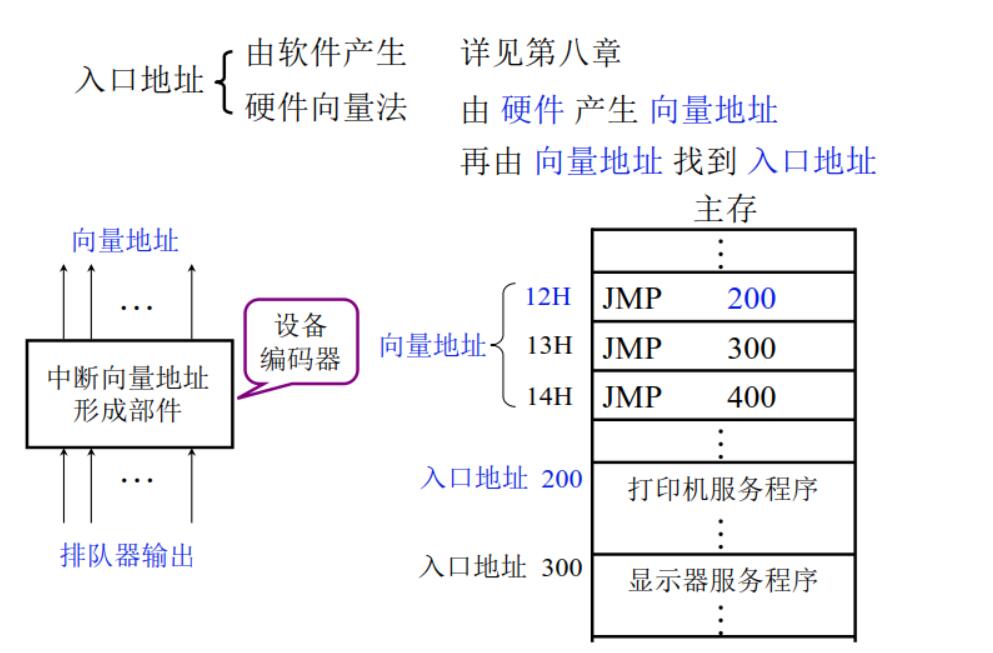 入口地址
由软件产生 详见第八章
硬件向量法 由 硬件 产生 向量地址
再由 向量地址 找到 入口地址
主存
向量地址
…
设备
编码器
中断向量地址
形成部件
…
排队器输出
向量地址
12H JMP 200
13H JMP 300
14H JMP 400
入口地址 200 打印机服务程序
入口地址 300 显示器服务程序